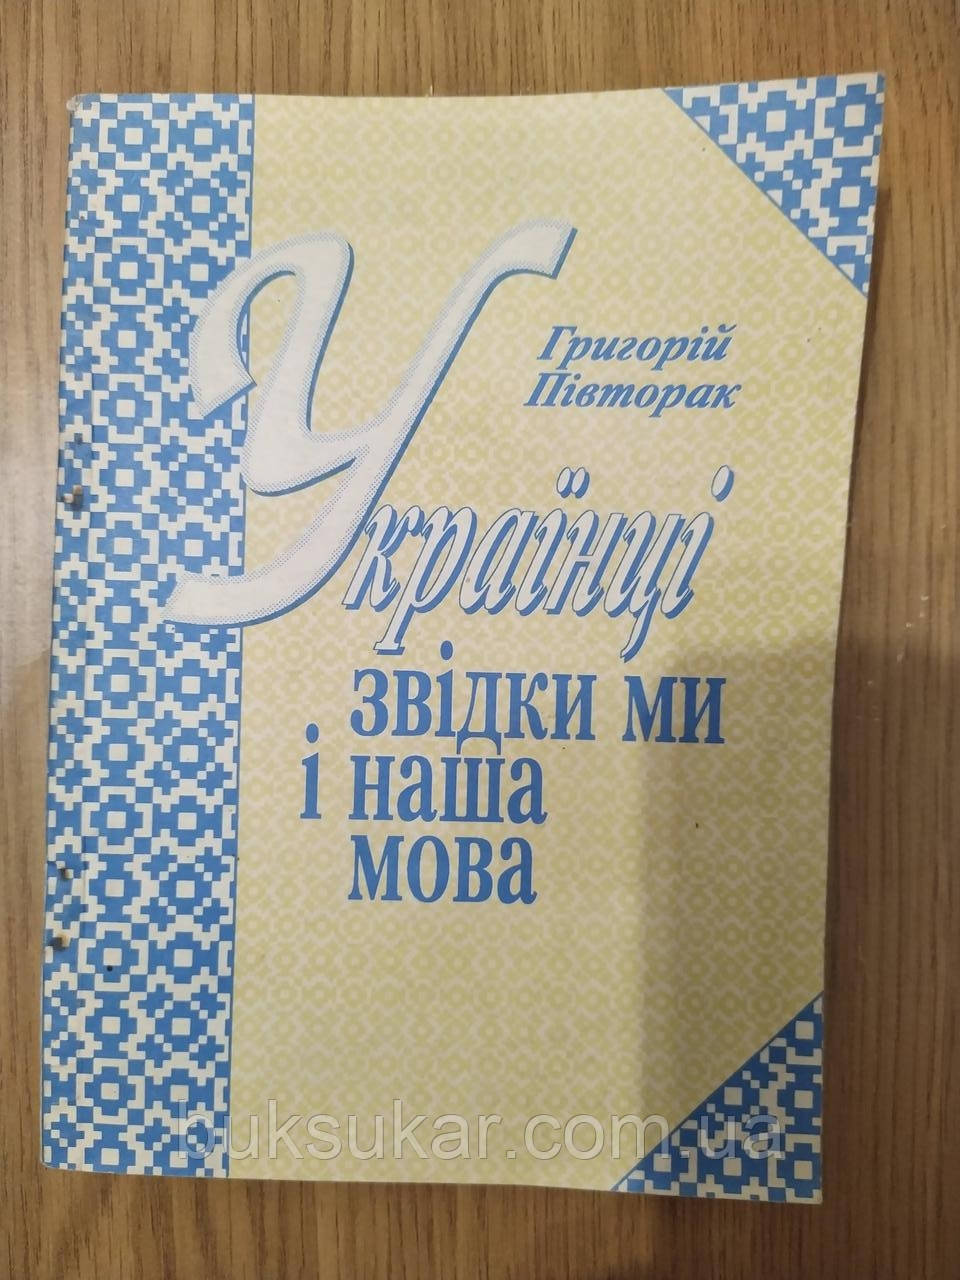 Григорій
Півторак
Українці
звідки ми
і наша
мова
buksukar.com.ua